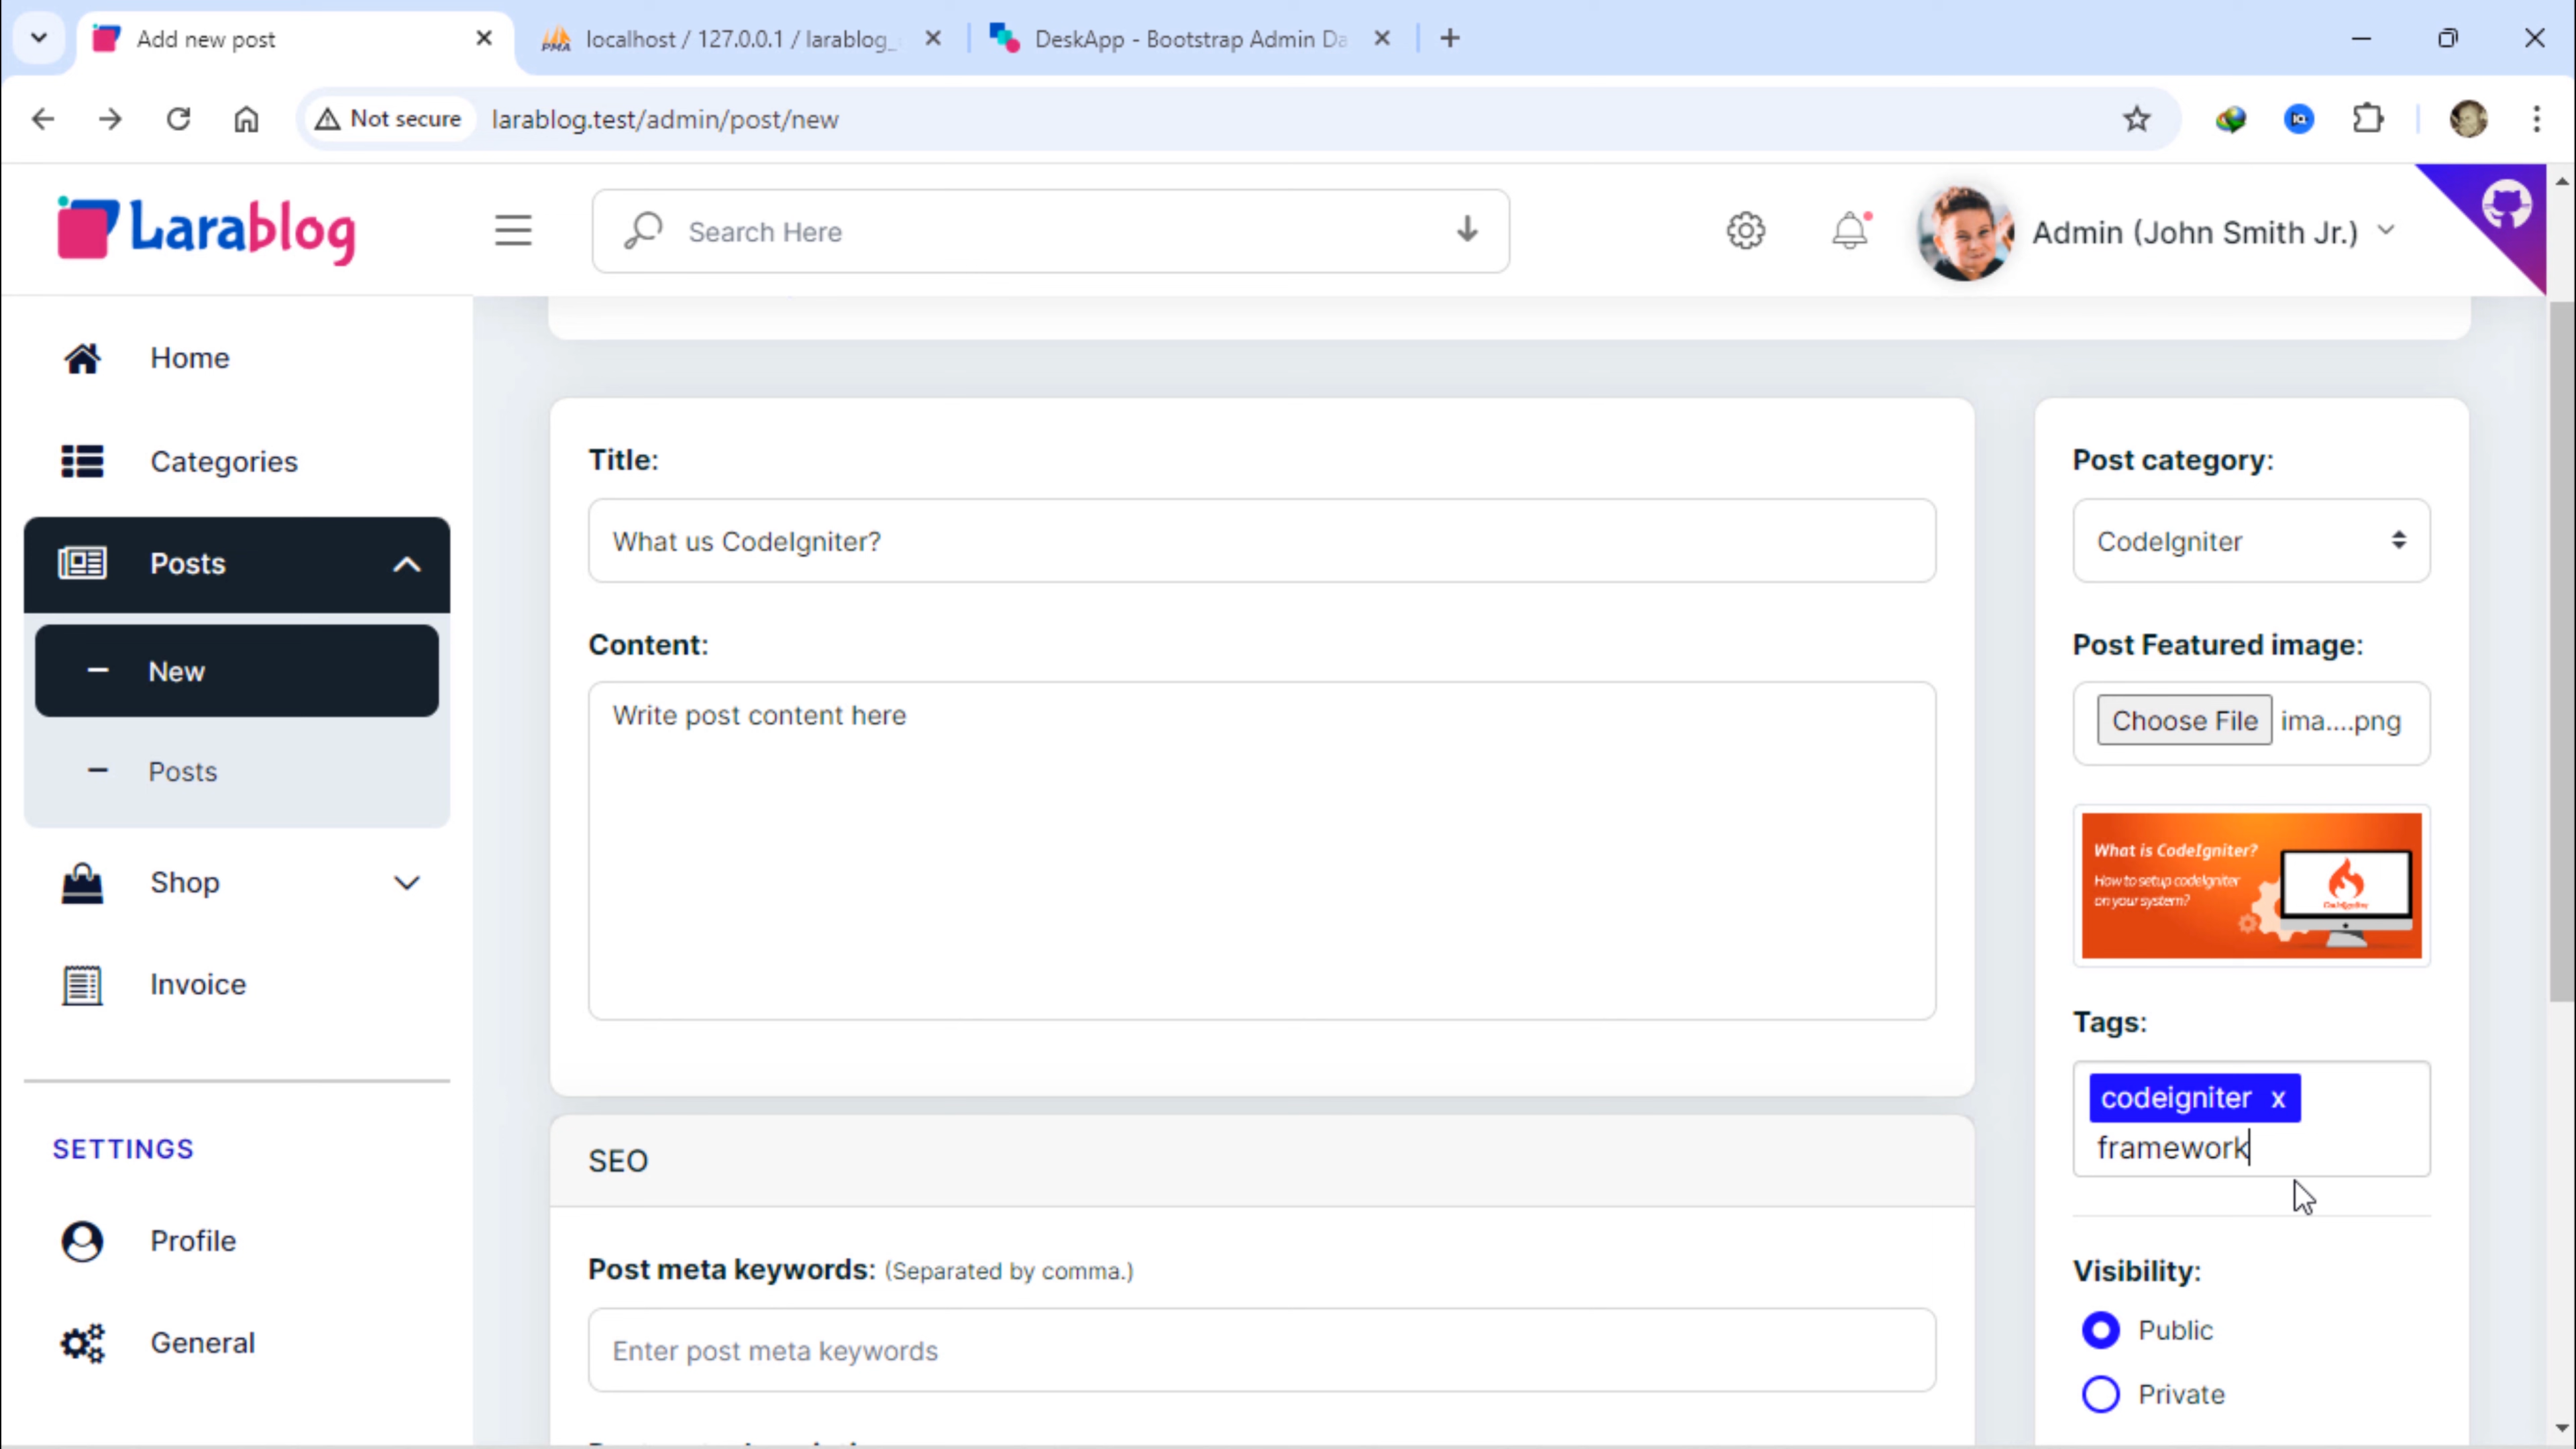 Add new post
localhost / 127.0.0.1 / larablog_
DeskApp - Bootstrap Admin Da
Not secure
larablog.test/admin/post/new
Larablog
Search Here
Admin (John Smith Jr.)
Home
Categories
Posts
New
Posts
Shop
Invoice
SETTINGS
Profile
General
Title:
What us CodeIgniter?
Content:
Write post content here
SEO
Post meta keywords: (Separated by comma.)
Enter post meta keywords
Post category:
CodeIgniter
Post Featured image:
Choose File ima....png
What is CodeIgniter?
How to setup codeIgniter
on your system?
CodeIgniter
Tags:
codeigniter x
framework
Visibility:
Public
Private